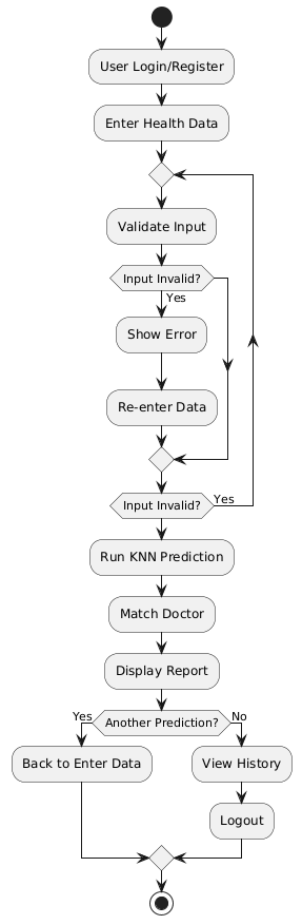 User Login/Register
Enter Health Data
Validate Input
Input Invalid?
Yes
Show Error
Re-enter Data
Input Invalid?
Yes
Run KNN Prediction
Match Doctor
Display Report
Yes
Another Prediction?
No
Back to Enter Data
View History
Logout